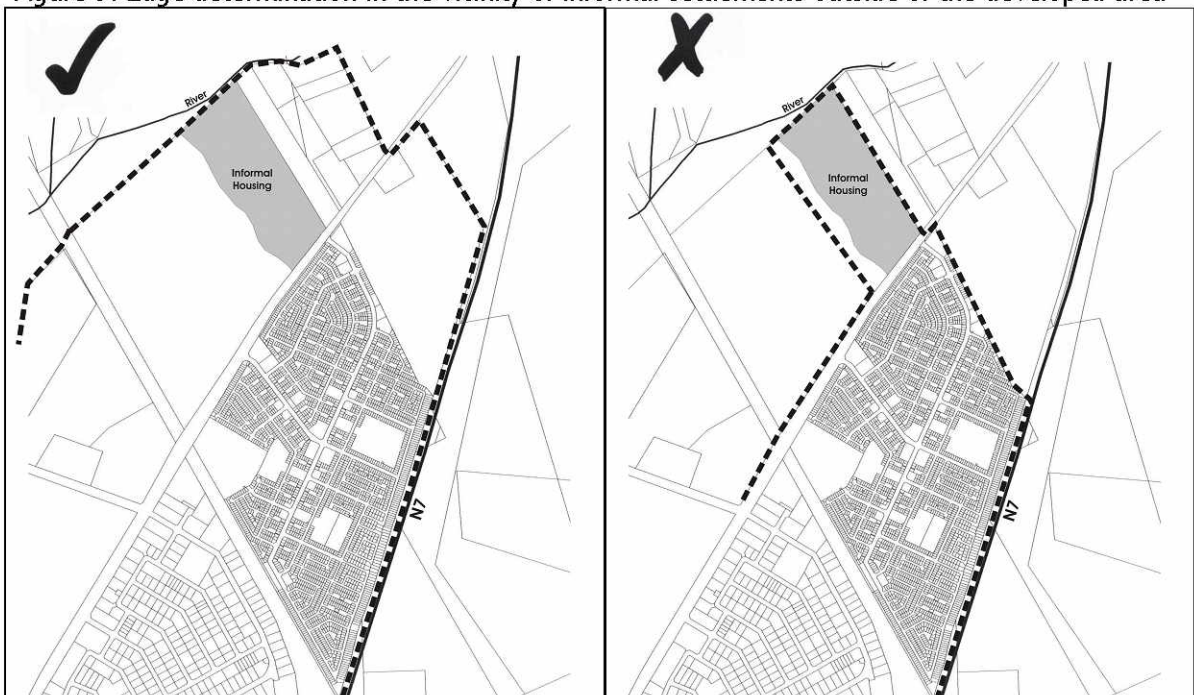 Figure : Edge determination in the vicinity of informal settlements outside of the developed area
River
Informal
Housing
N7
River
Informal
Housing
N7